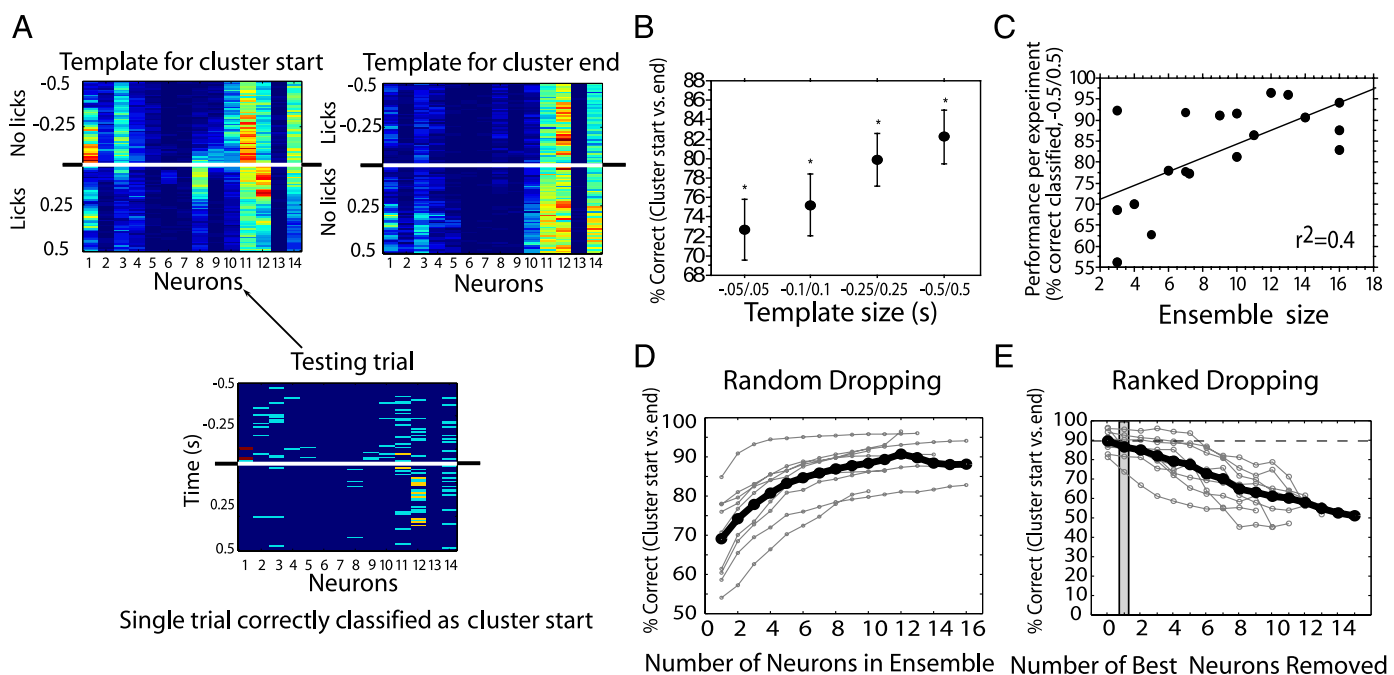 A
Template for cluster start
Template for cluster end
No licks
Licks
-0.5
-0.25
0.25
0.5
1 2 3 4 5 6 7 8 9 10 11 12 13 14
Neurons
Licks
No licks
1 2 3 4 5 6 7 8 9 10 11 12 13 14
Neurons
Testing trial
Time (s)
-0.5
-0.25
0.25
0.5
1 2 3 4 5 6 7 8 9 10 11 12 13 14
Neurons
Single trial correctly classified as cluster start
B
% Correct (Cluster start vs. end)
88
86
84
82
80
78
76
74
72
70
68
* * * *
-.05/.05 -0.1/0.1 -0.25/0.25 -0.5/0.5
Template size (s)
C
Performance per experiment
(% correct classified,-0.5/0.5)
100
95
90
85
80
75
70
65
60
55
r²=0.4
2 4 6 8 10 12 14 16 18
Ensemble size
D
Random Dropping
% Correct (Cluster start vs. end)
100
90
80
70
60
50
0 2 4 6 8 10 12 14 16
Number of Neurons in Ensemble
E
Ranked Dropping
% Correct (Cluster start vs. end)
100
90
80
70
60
50
40
30
20
10
0
0 2 4 6 8 10 12 14
Number of Best Neurons Removed